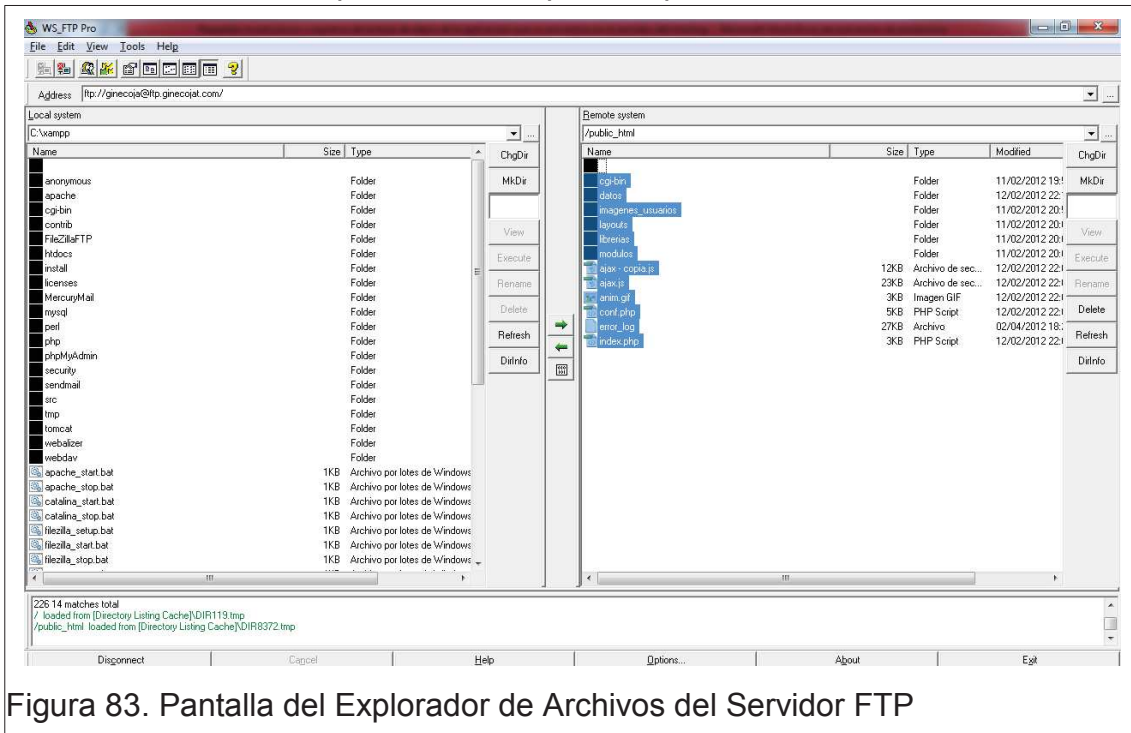 WS_FTP Pro
File Edit View Tools Help
Address ftp://ginecoja@ftp.ginecojat.com/ ...
Local system
C:\xampp ...
Name Size Type
anonymous Folder
apache Folder
cgi-bin Folder
contrib Folder
FileZillaFTP Folder
htdocs Folder
install Folder
licenses Folder
MercuryMail Folder
mysql Folder
perl Folder
php Folder
phpMyAdmin Folder
security Folder
sendmail Folder
src Folder
tmp Folder
tomcat Folder
webalizer Folder
webdav Folder
apache_start.bat 1KB Archivo por lotes de Windows
apache_stop.bat 1KB Archivo por lotes de Windows
catalina_start.bat 1KB Archivo por lotes de Windows
catalina_stop.bat 1KB Archivo por lotes de Windows
filezilla_setup.bat 1KB Archivo por lotes de Windows
filezilla_start.bat 1KB Archivo por lotes de Windows
filezilla_stop.bat 1KB Archivo por lotes de Windows
ChgDir
MkDir
View
Execute
Rename
Delete
Refresh
DirInfo
Remote system
/public_html ...
Name Size Type Modified
cgi-bin Folder 11/02/2012
datos Folder 12/02/2012
imagenes_usuarios Folder 11/02/2012
layouts Folder 11/02/2012
librerias Folder 11/02/2012
modulos Folder 11/02/2012
ajax - copia.js 12KB Archivo de sec... 12/02/2012
ajax.js 23KB Archivo de sec... 12/02/2012
anim.gif 3KB Imagen GIF 12/02/2012
conf.php 5KB PHP Script 12/02/2012
error_log 27KB Archivo 02/04/2012
index.php 3KB PHP Script 12/02/2012
ChgDir
MkDir
View
Execute
Rename
Delete
Refresh
DirInfo
226 14 matches total
/ loaded from [Directory Listing Cache]\DIR119.tmp
/public_html loaded from [Directory Listing Cache]\DIR8372.tmp
Disconnect Cancel Help Options... About Exit
Figura 83. Pantalla del Explorador de Archivos del Servidor FTP